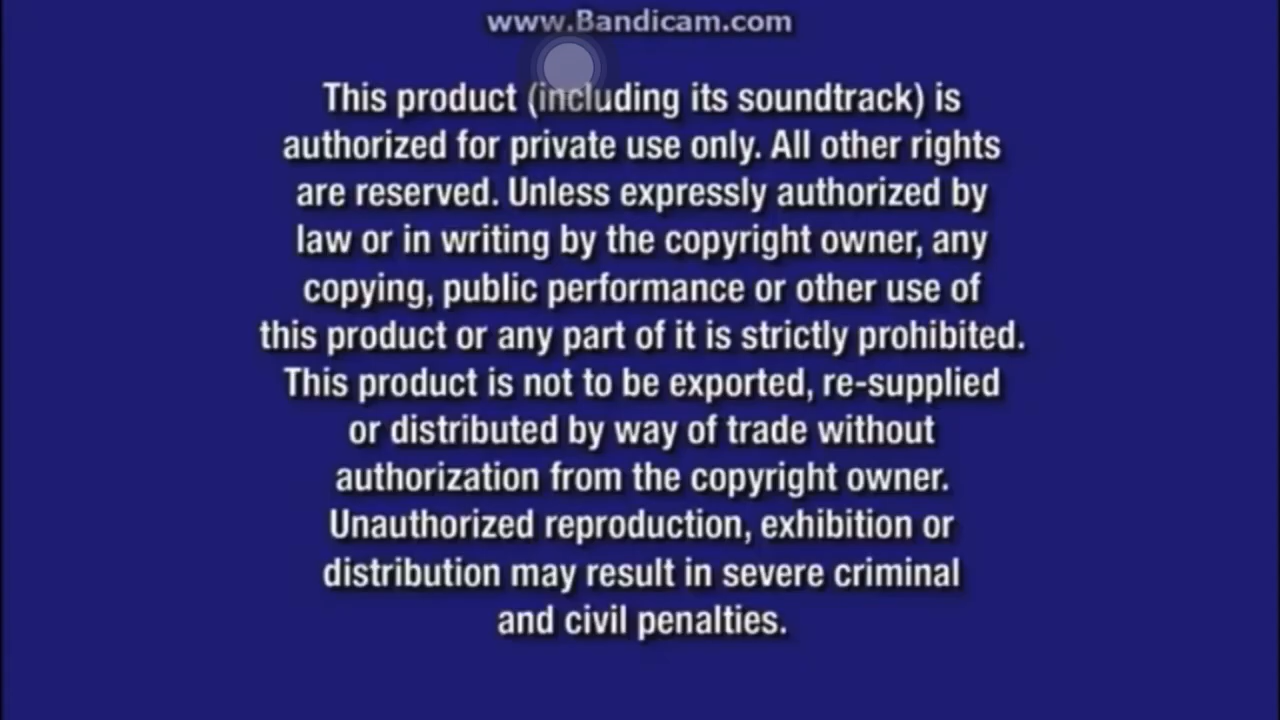 www.Bandicam.com
This product (including its soundtrack) is
authorized for private use only. All other rights
are reserved. Unless expressly authorized by
law or in writing by the copyright owner, any
copying, public performance or other use of
this product or any part of it is strictly prohibited.
This product is not to be exported, re-supplied
or distributed by way of trade without
authorization from the copyright owner.
Unauthorized reproduction, exhibition or
distribution may result in severe criminal
and civil penalties.